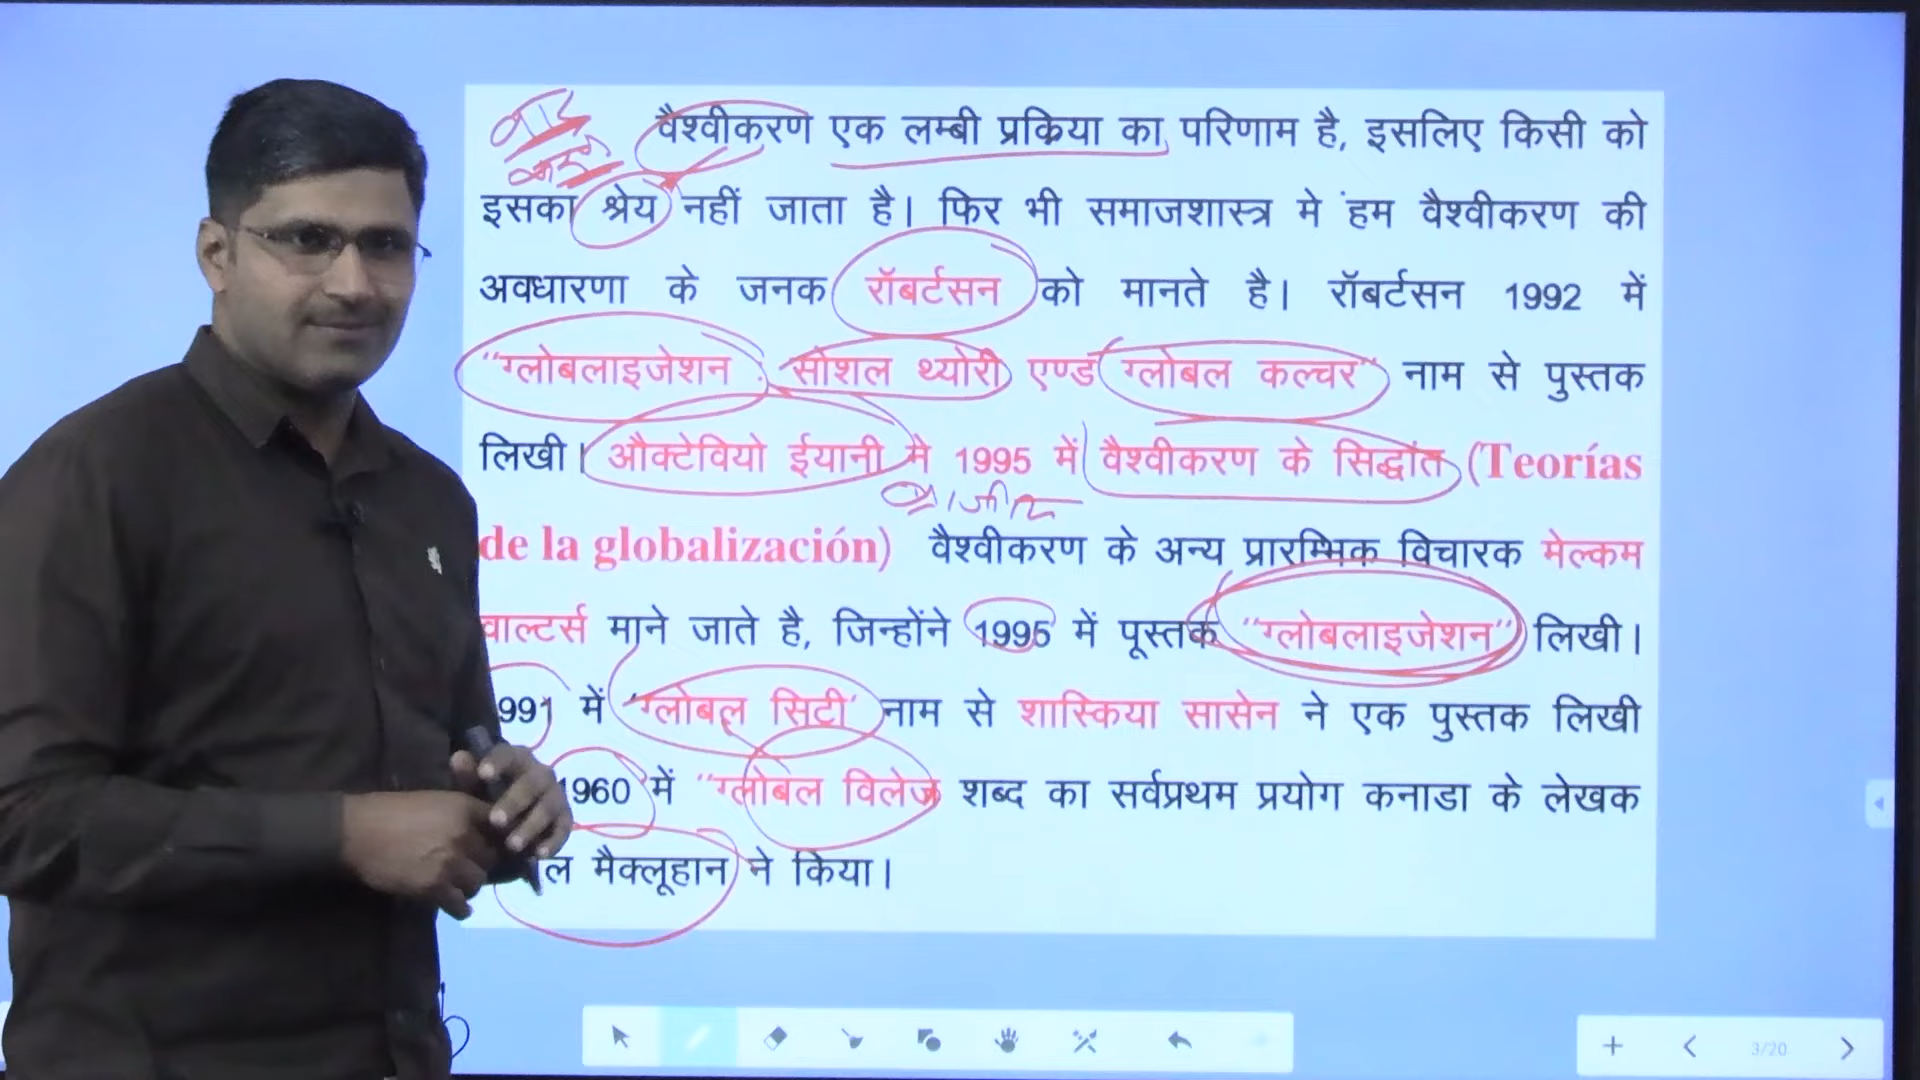 वैश्वीकरण एक लम्बी प्रक्रिया का परिणाम है, इसलिए किसी को
इसका श्रेय नहीं जाता है। फिर भी समाजशास्त्र मे हम वैश्वीकरण की
अवधारणा के जनक रॉबर्टसन को मानते है। रॉबर्टसन 1992 में
“ग्लोबलाइजेशन सोशल थ्योरी एण्ड ग्लोबल कल्चर” नाम से पुस्तक
लिखी। औक्टेवियो ईयानी मे 1995 में वैश्वीकरण के सिद्धांत (Teorías
de la globalización) वैश्वीकरण के अन्य प्रारम्भिक विचारक मेल्कम
वाल्टर्स माने जाते है, जिन्होंने 1995 में पूस्तक “ग्लोबलाइजेशन” लिखी।
991 में ‘ग्लोबल सिटी’ नाम से शास्किया सासेन ने एक पुस्तक लिखी
1960 में “ग्लोबल विलेज शब्द का सर्वप्रथम प्रयोग कनाडा के लेखक
ल मैक्लूहान ने किया।
3/20